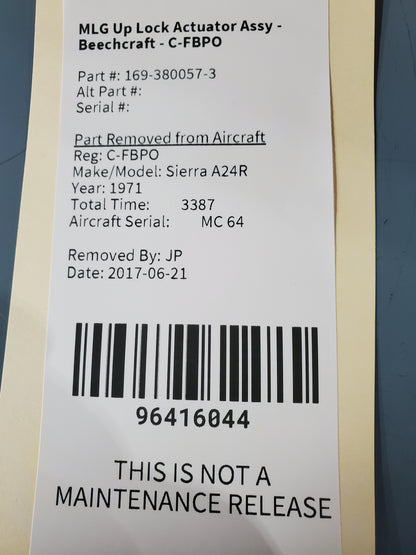 MLG Up Lock Actuator Assy -
Beechcraft - C-FBPO
Part #: 169-380057-3
Alt Part #:
Serial #:
Part Removed from Aircraft
Reg: C-FBPO
Make/Model: Sierra A24R
Year: 1971
Total Time: 3387
Aircraft Serial: MC 64
Removed By: JP
Date: 2017-06-21
96416044
THIS IS NOT A
MAINTENANCE RELEASE